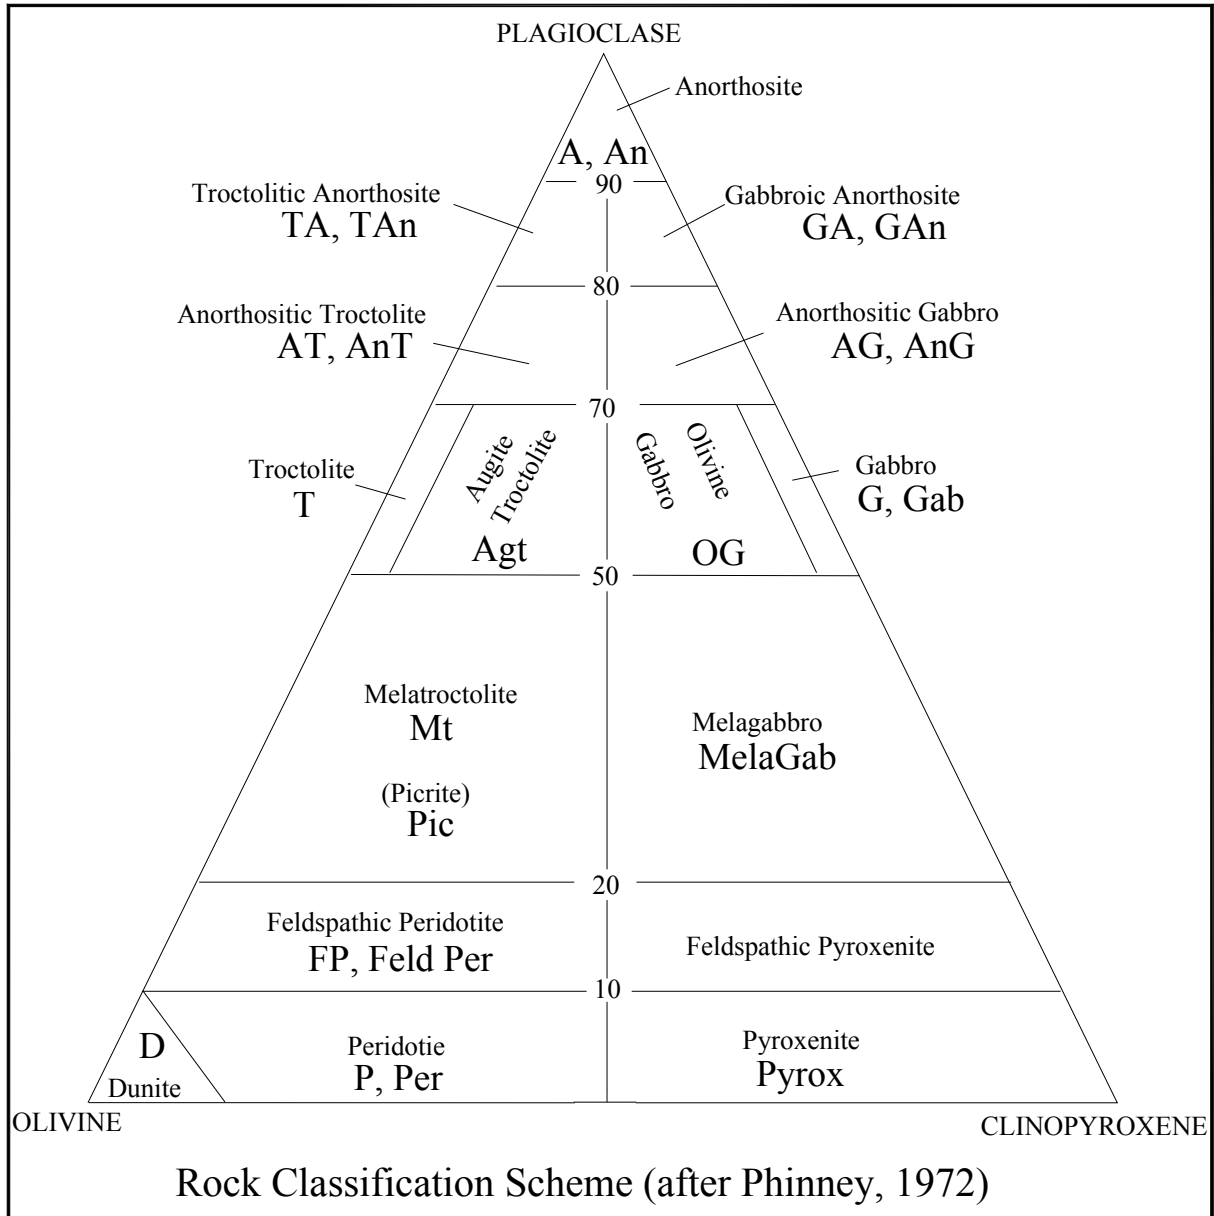 PLAGIOCLASE
Anorthosite
A, An
90
Troctolitic Anorthosite
TA, TAn
Gabbroic Anorthosite
GA, GAn
80
Anorthositic Troctolite
AT, AnT
Anorthositic Gabbro
AG, AnG
70
Troctolite
T
Augite
Troctolite
Agt
Olivine
Gabbro
OG
Gabbro
G, Gab
50
Melatroctolite
Mt
(Picrite)
Pic
Melagabbro
MelaGab
20
Feldspathic Peridotite
FP, Feld Per
Feldspathic Pyroxenite
10
D
Dunite
Peridotie
P, Per
Pyroxenite
Pyrox
OLIVINE
CLINOPYROXENE
Rock Classification Scheme (after Phinney, 1972)